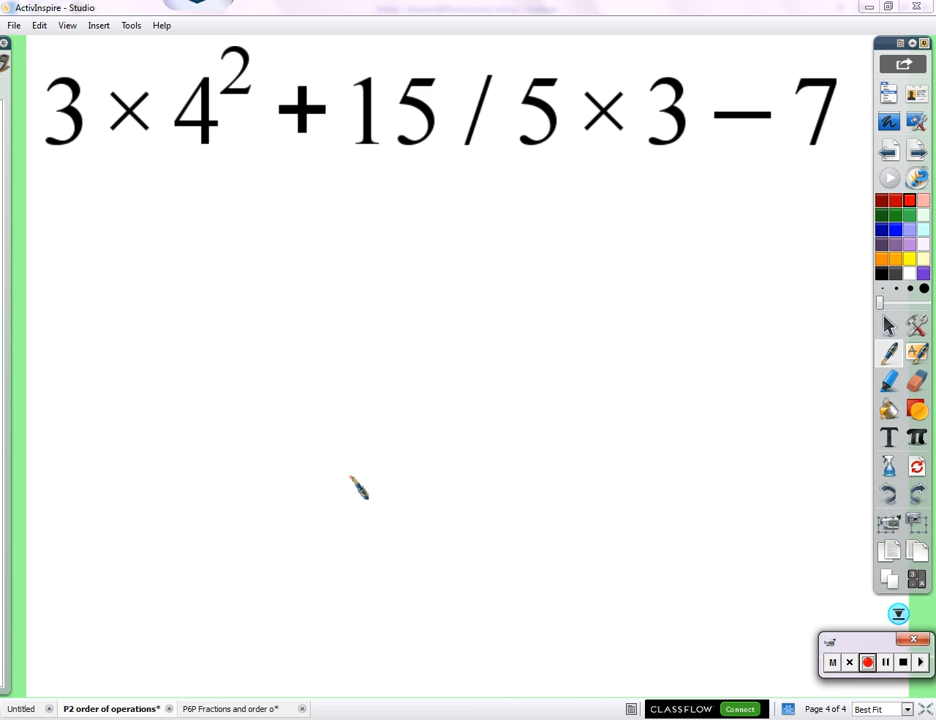 ActivInspire - Studio
File Edit View Insert Tools Help
3 × 4² + 15 / 5 × 3 − 7
M
Untitled P2 order of operations* P6P Fractions and order o* CLASSFLOW Connect Page 4 of 4 Best Fit